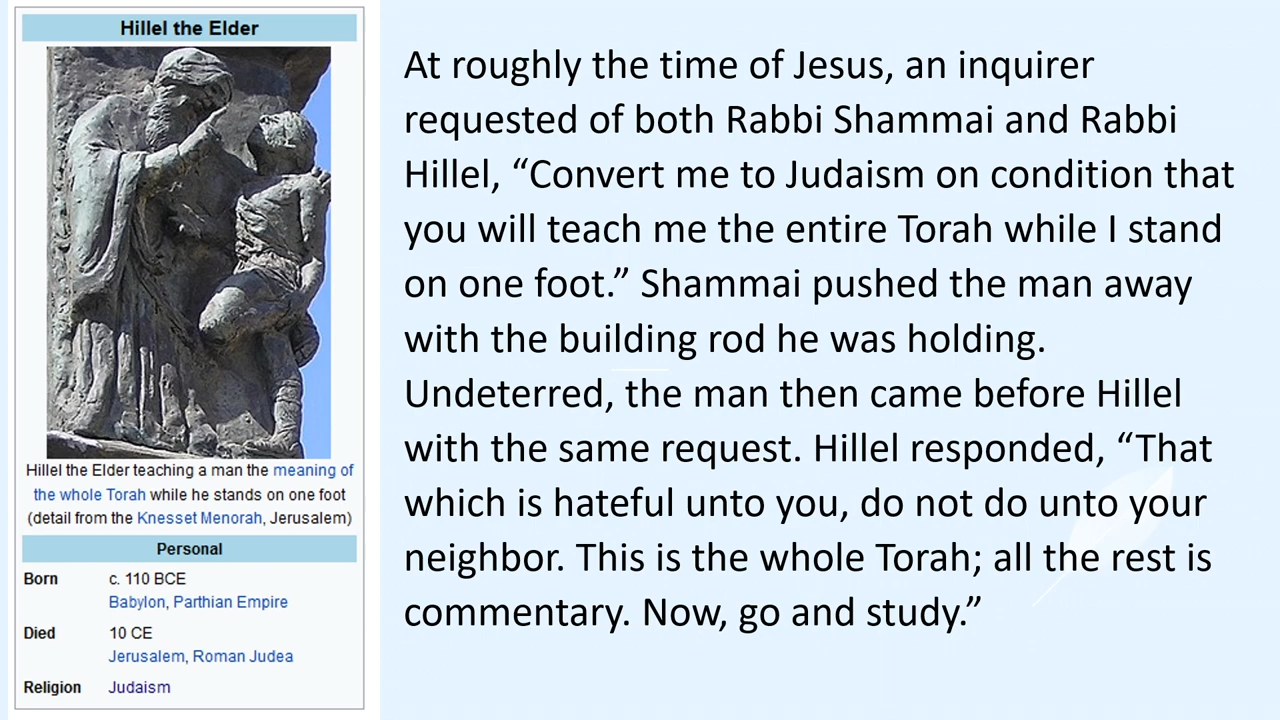 Hillel the Elder
Hillel the Elder teaching a man the meaning of
the whole Torah while he stands on one foot
(detail from the Knesset Menorah, Jerusalem)
Personal
Born c. 110 BCE
Babylon, Parthian Empire
Died 10 CE
Jerusalem, Roman Judea
Religion Judaism
At roughly the time of Jesus, an inquirer
requested of both Rabbi Shammai and Rabbi
Hillel, “Convert me to Judaism on condition that
you will teach me the entire Torah while I stand
on one foot.” Shammai pushed the man away
with the building rod he was holding.
Undeterred, the man then came before Hillel
with the same request. Hillel responded, “That
which is hateful unto you, do not do unto your
neighbor. This is the whole Torah; all the rest is
commentary. Now, go and study.”